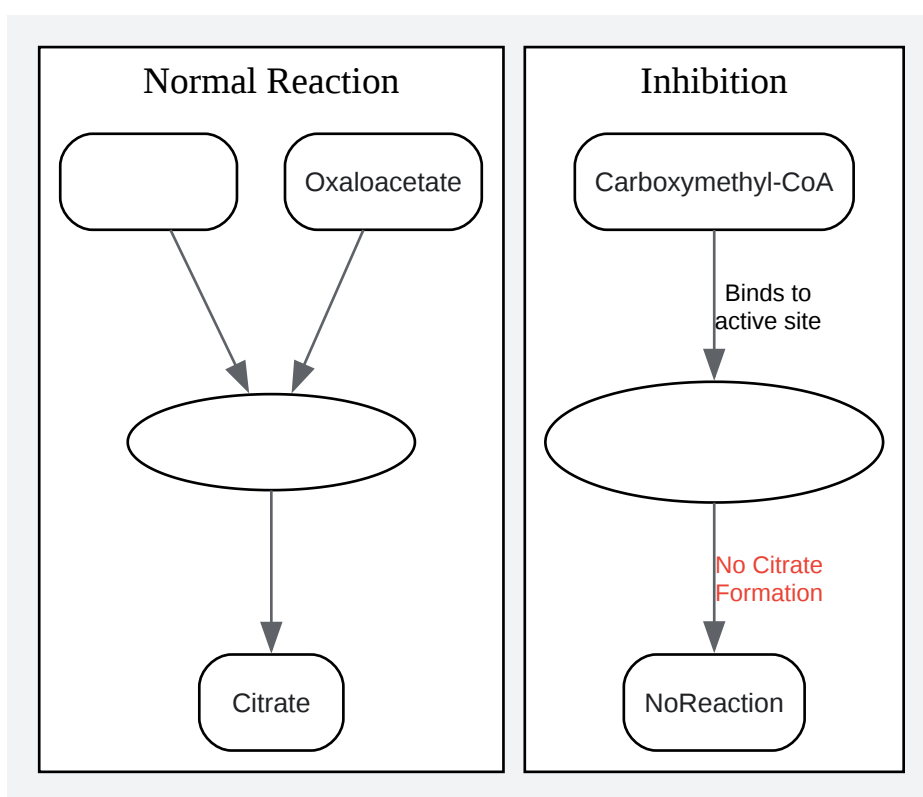 Normal Reaction
Oxaloacetate
Citrate
Inhibition
Carboxymethyl-CoA
Binds to
active site
No Citrate
Formation
NoReaction